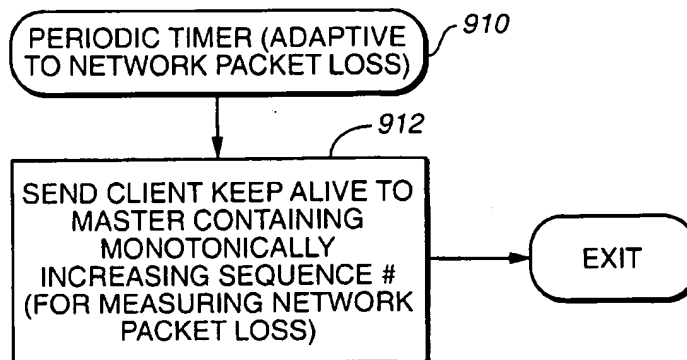 PERIODIC TIMER (ADAPTIVE
TO NETWORK PACKET LOSS)
910
912
SEND CLIENT KEEP ALIVE TO
MASTER CONTAINING
MONOTONICALLY
INCREASING SEQUENCE #
(FOR MEASURING NETWORK
PACKET LOSS)
EXIT